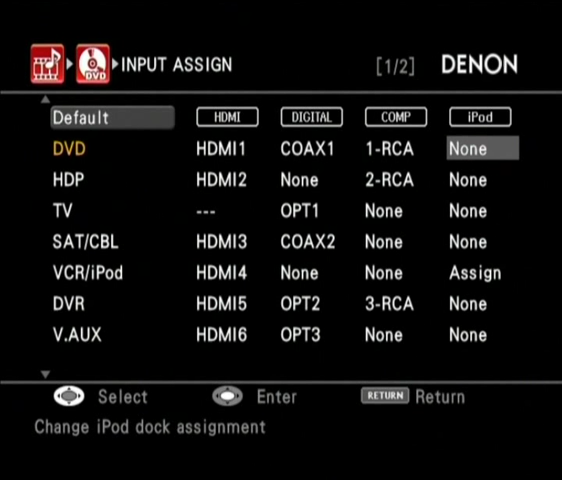 DVD INPUT ASSIGN [1/2] DENON
Default HDMI DIGITAL COMP iPod
DVD HDMI1 COAX1 1-RCA None
HDP HDMI2 None 2-RCA None
TV --- OPT1 None None
SAT/CBL HDMI3 COAX2 None None
VCR/iPod HDMI4 None None Assign
DVR HDMI5 OPT2 3-RCA None
V.AUX HDMI6 OPT3 None None
Select Enter RETURN Return
Change iPod dock assignment